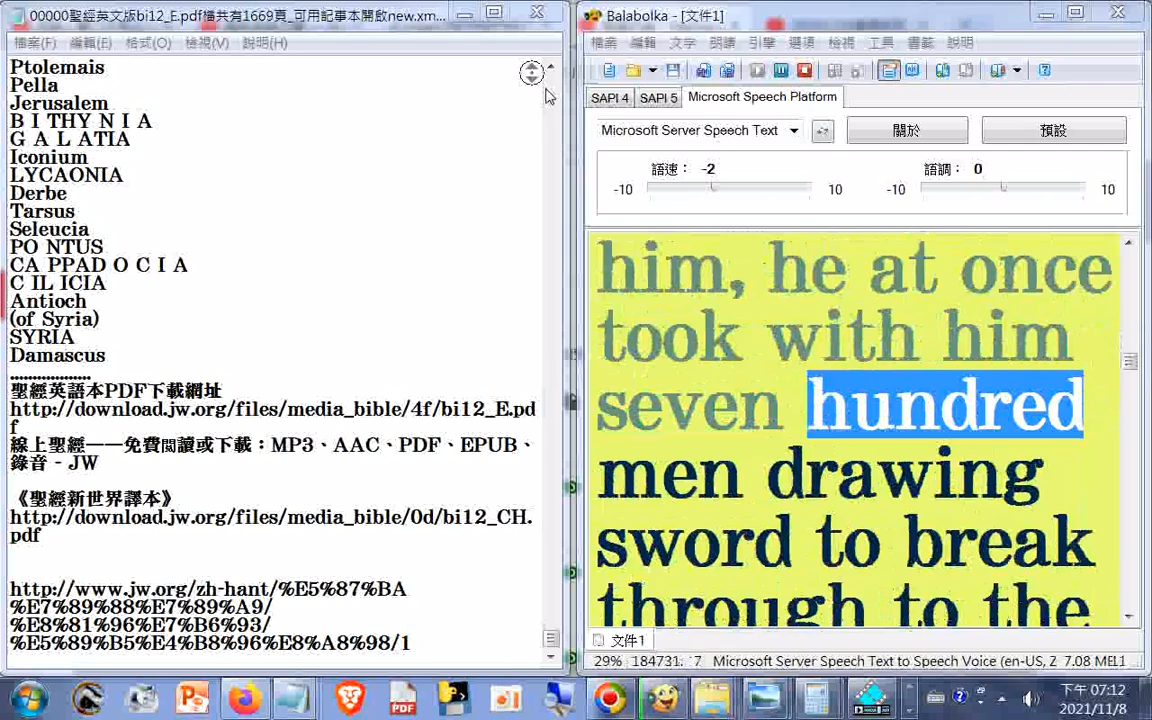 00000聖經英文版bi12_E.pdf檔共有1669頁_可用記事本開啟new.xm...
檔案(F) 編輯(E) 格式(O) 檢視(V) 說明(H)
Ptolemais
Pella
Jerusalem
B I THY N I A
G A L A T I A
Iconium
LYCAONIA
Derbe
Tarsus
Seleucia
PO NTUS
CA PPAD O C I A
C IL ICIA
Antioch
(of Syria)
SYRIA
Damascus
..................
聖經英語本PDF下載網址
http://download.jw.org/files/media_bible/4f/bi12_E.pd
f
線上聖經——免費閱讀或下載：MP3、AAC、PDF、EPUB、
錄音 - JW
《聖經新世界譯本》
http://download.jw.org/files/media_bible/0d/bi12_CH.
pdf
http://www.jw.org/zh-hant/%E5%87%BA
%E7%89%88%E7%89%A9/
%E8%81%96%E7%B6%93/
%E5%89%B5%E4%B8%96%E8%A8%98/1
Balabolka - [文件1]
檔案 編輯 文字 朗讀 引擎 選項 檢視 工具 書籤 說明
SAPI 4 SAPI 5 Microsoft Speech Platform
Microsoft Server Speech Text 關於 預設
語速： -2 語調： 0
-10 10 -10 10
him, he at once
took with him
seven hundred
men drawing
sword to break
through to the
文件1
29% 184731. Microsoft Server Speech Text to Speech Voice (en-US, 7.08 ME
PDF
下午 07:12
2021/11/8